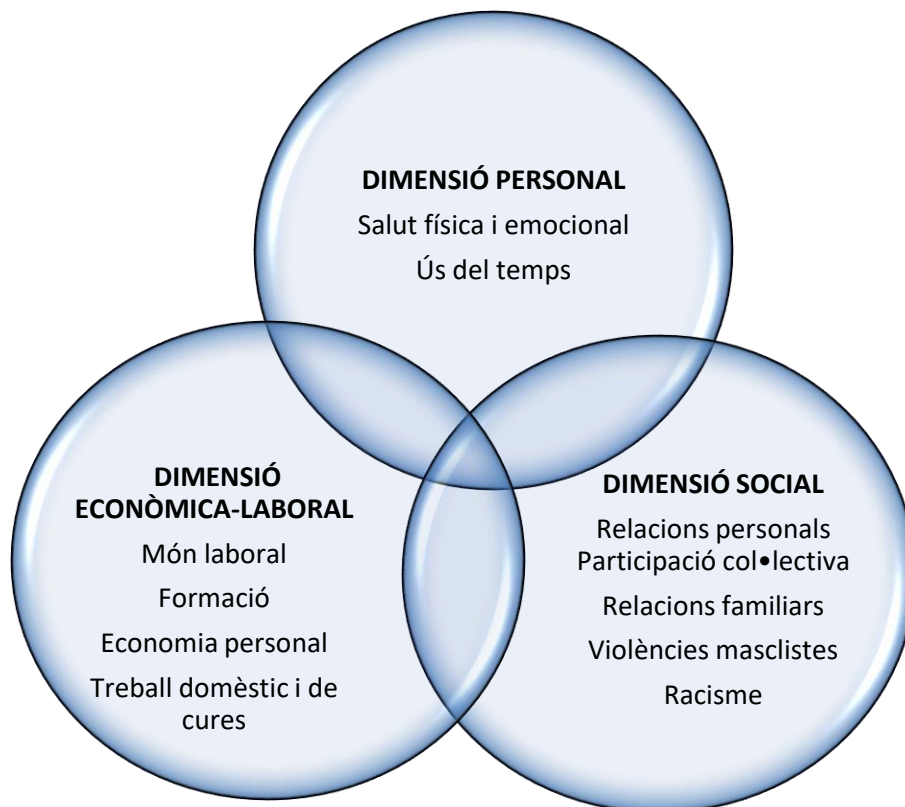 DIMENSIÓ PERSONAL
Salut física i emocional
Ús del temps
DIMENSIÓ
ECONÒMICA-LABORAL
Món laboral
Formació
Economia personal
Treball domèstic i de
cures
DIMENSIÓ SOCIAL
Relacions personals
Participació col•lectiva
Relacions familiars
Violències masclistes
Racisme